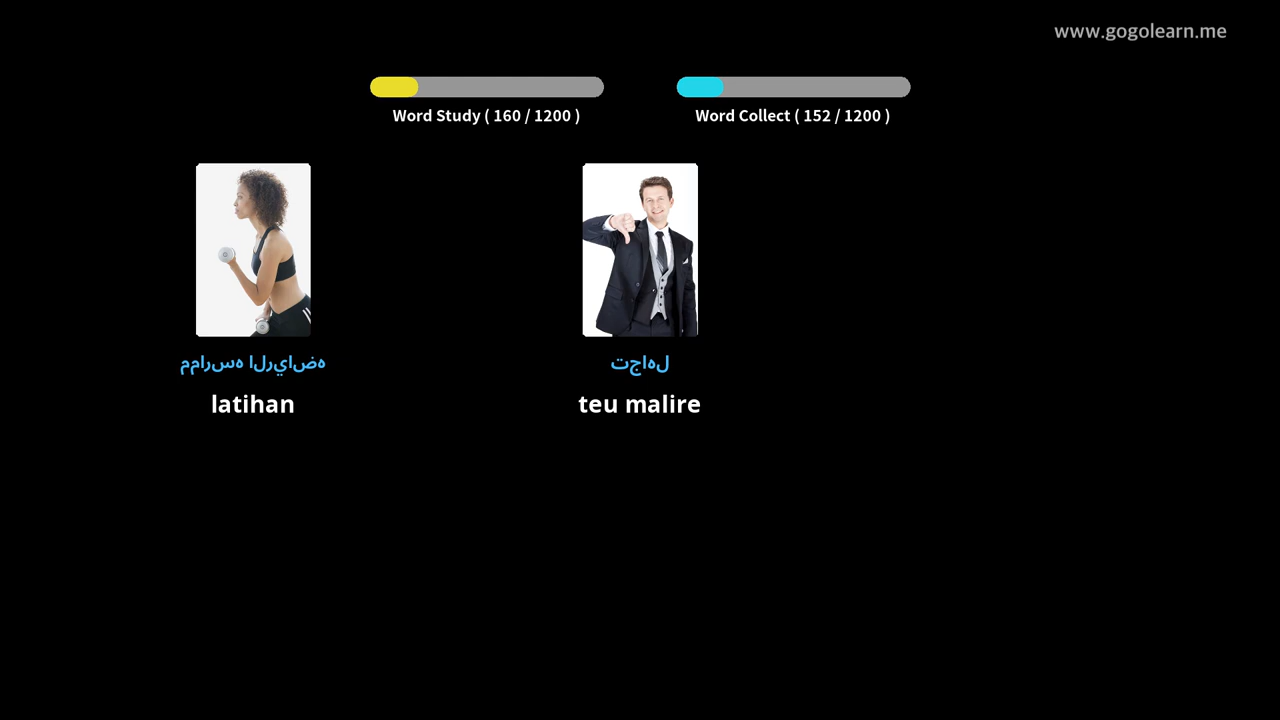 www.gogolearn.me
Word Study ( 160 / 1200 )
Word Collect ( 152 / 1200 )
ممارسه الرياضه
latihan
تجاهل
teu malire